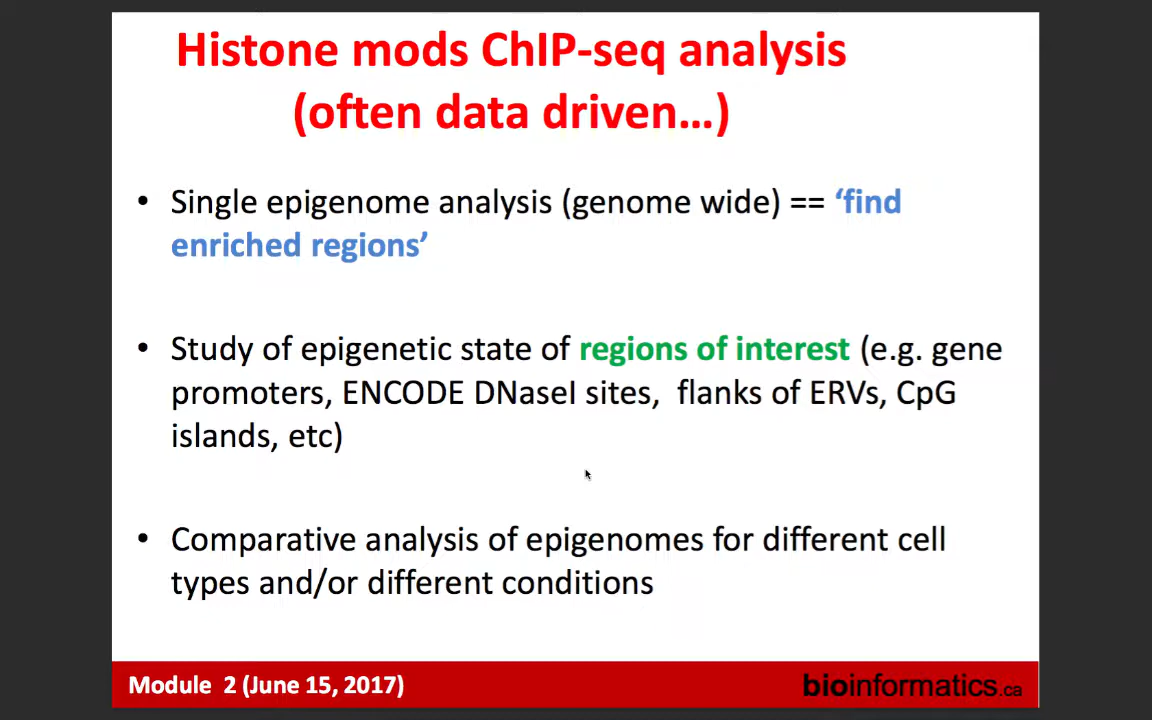 Histone mods ChIP-seq analysis
(often data driven…)
• Single epigenome analysis (genome wide) == ‘find
enriched regions’
• Study of epigenetic state of regions of interest (e.g. gene
promoters, ENCODE DNaseI sites,  flanks of ERVs, CpG
islands, etc)
• Comparative analysis of epigenomes for different cell
types and/or different conditions
Module  2 (June 15, 2017)
bioinformatics.ca